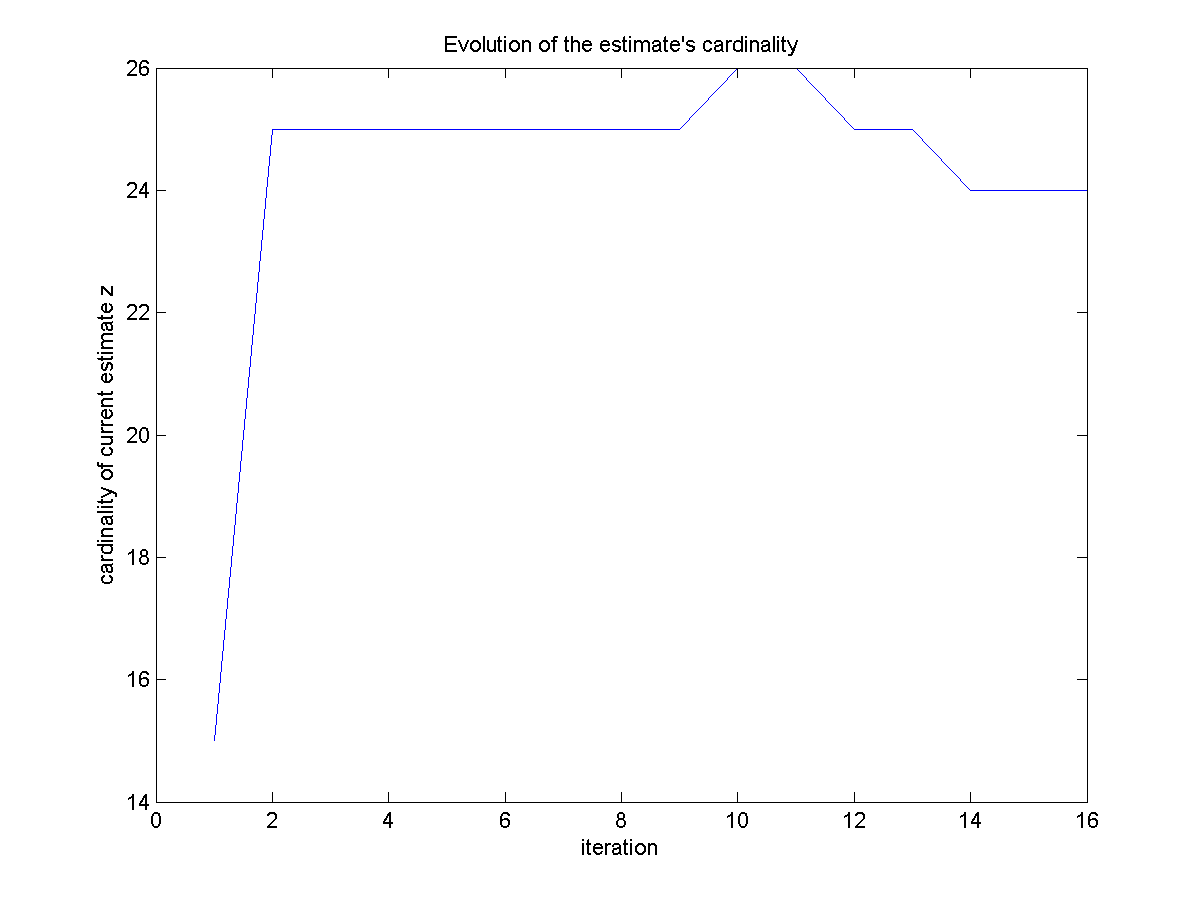 Evolution of the estimate's cardinality
26
24
22
20
18
16
14
cardinality of current estimate z
0 2 4 6 8 10 12 14 16
iteration